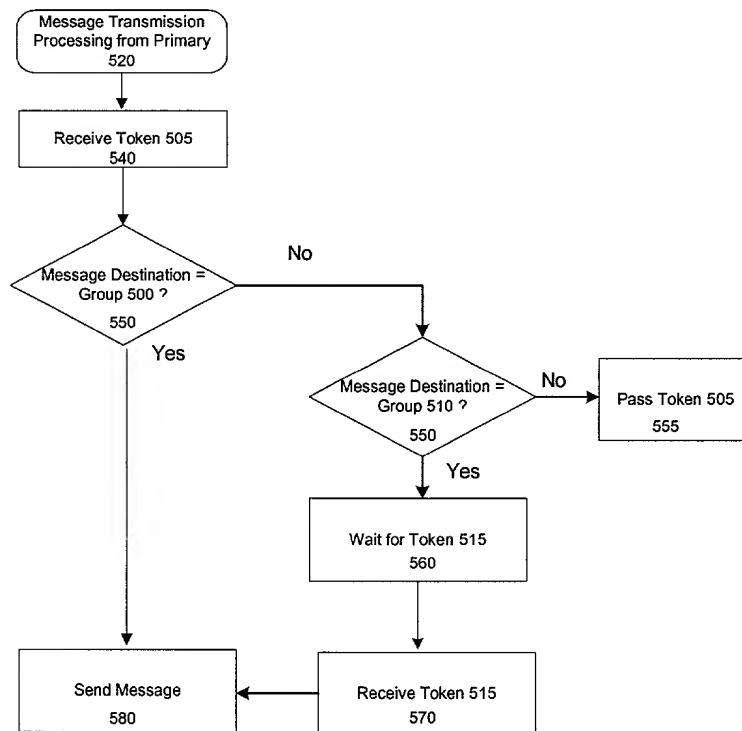 Message Transmission
Processing from Primary
520
Receive Token 505
540
Message Destination =
Group 500 ?
550
No
Yes
Message Destination =
Group 510 ?
550
No
Pass Token 505
555
Yes
Wait for Token 515
560
Send Message
580
Receive Token 515
570